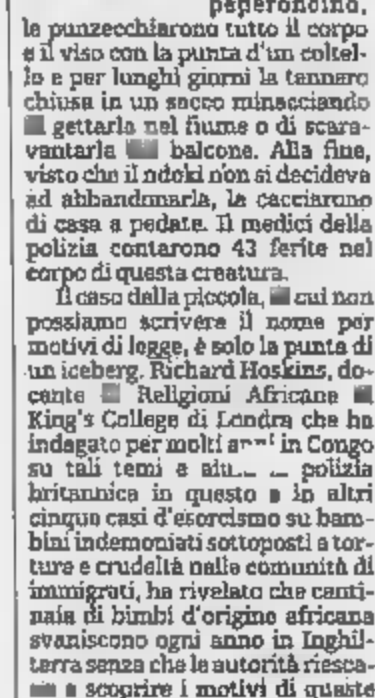 peperoncino,
le punzecchiarono tutto il corpo
e il viso con la punta d'un coltel-
lo e per lunghi giorni la tennero
chiusa in un sacco minacciando
gettarla nel fiume o di scara-
ventarla balcone. Alla fine,
visto che il ndoki non si decideva
ad abbandonarla, la cacciarono
di casa a pedate. Il medici della
polizia contarono 43 ferite nel
corpo di questa creatura.
Il caso della piccola, cui non
possiamo scrivere il nome per
motivi di legge, è solo la punta di
un iceberg. Richard Hoskins, do-
cente Religioni Africane
King's College di Londra che ha
indagato per molti in Congo
su tali temi e polizia
britannica in questo e in altri
cinque casi d'esorcismo su bam-
bini indemoniati sottoposti a tor-
ture e crudeltà nelle comunità di
immigrati, ha rivelato che centi-
naia di bimbi d'origine africana
svaniscono ogni anno in Inghil-
terra senza che le autorità riesca-
a scoprire i motivi di queste